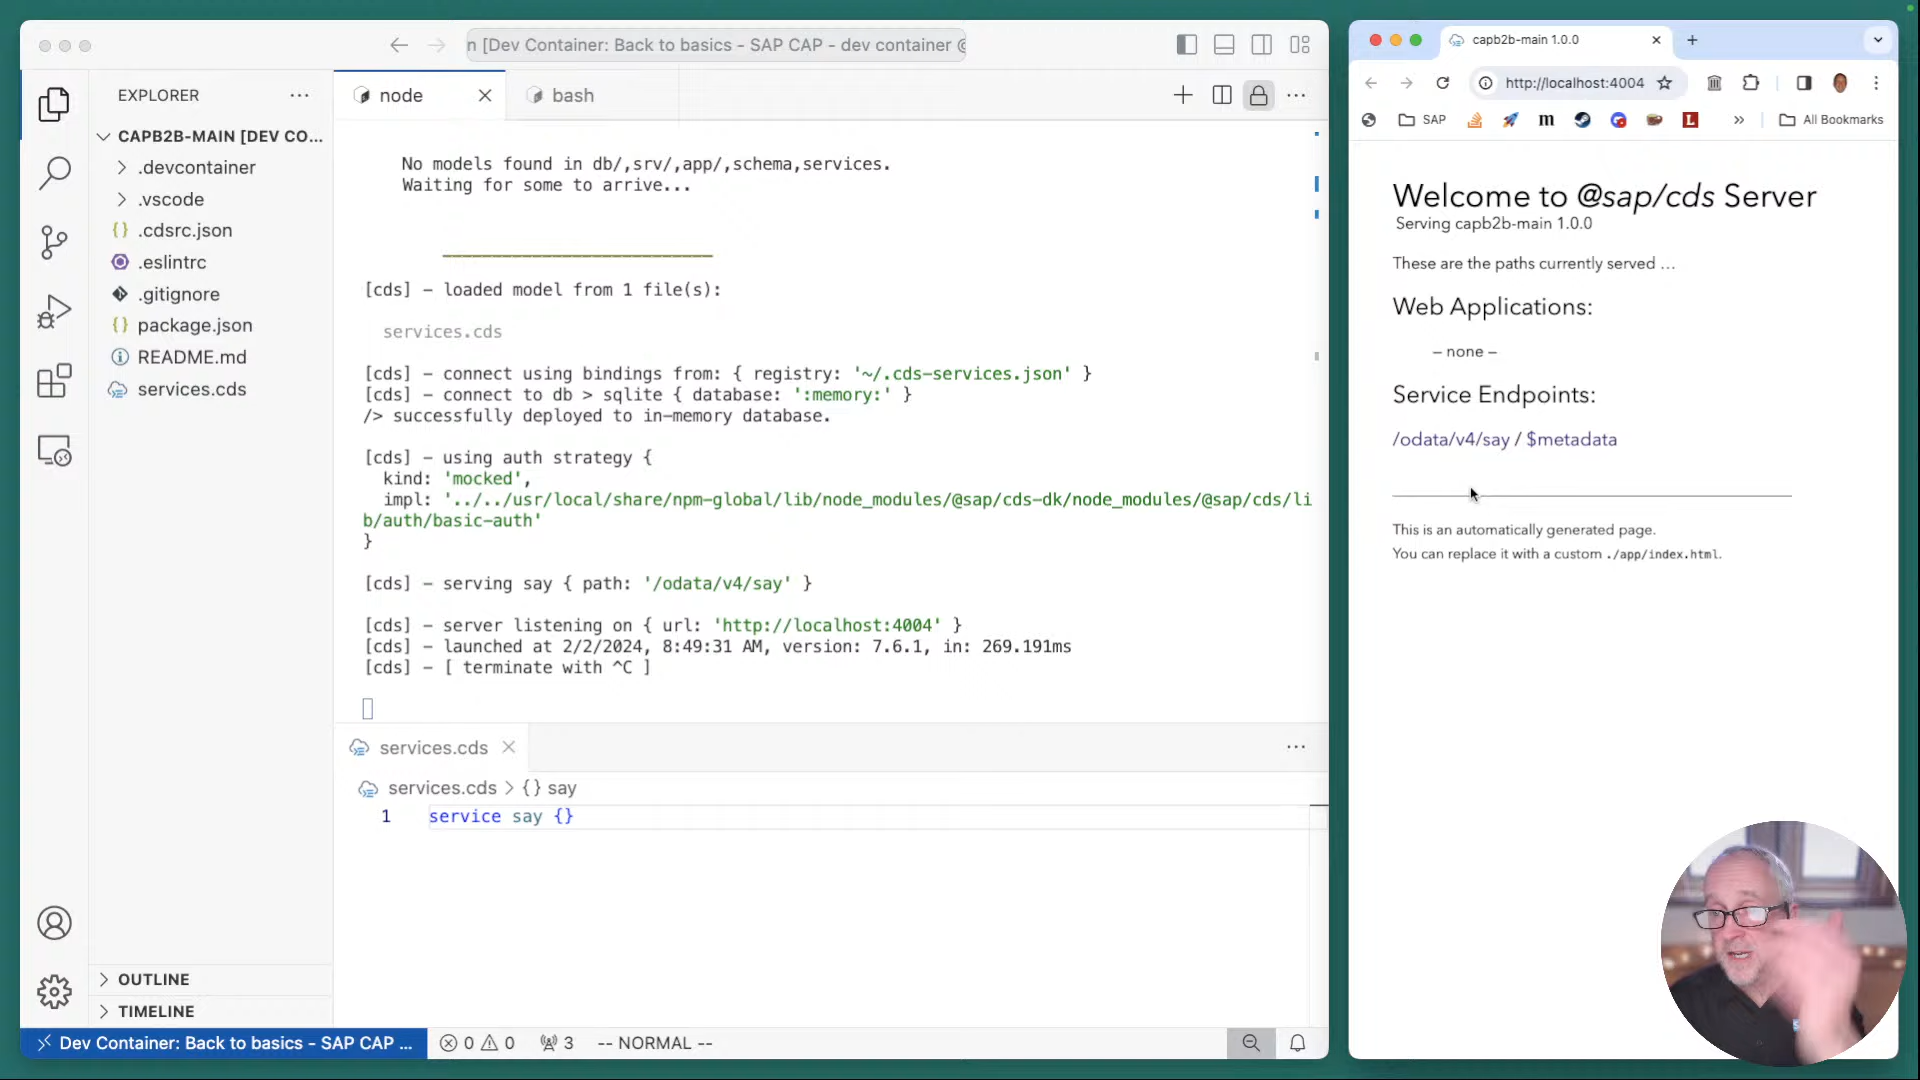 n [Dev Container: Back to basics - SAP CAP - dev container @
EXPLORER
CAPB2B-MAIN [DEV CO...
.devcontainer
.vscode
{} .cdsrc.json
.eslintrc
.gitignore
{} package.json
README.md
services.cds
OUTLINE
TIMELINE
node
bash
No models found in db/,srv/,app/,schema,services.
Waiting for some to arrive...
[cds] - loaded model from 1 file(s):
services.cds
[cds] - connect using bindings from: { registry: '~/.cds-services.json' }
[cds] - connect to db > sqlite { database: ':memory:' }
/> successfully deployed to in-memory database.
[cds] - using auth strategy {
kind: 'mocked',
impl: '../../usr/local/share/npm-global/lib/node_modules/@sap/cds-dk/node_modules/@sap/cds/li
b/auth/basic-auth'
}
[cds] - serving say { path: '/odata/v4/say' }
[cds] - server listening on { url: 'http://localhost:4004' }
[cds] - launched at 2/2/2024, 8:49:31 AM, version: 7.6.1, in: 269.191ms
[cds] - [ terminate with ^C ]
services.cds
services.cds > {} say
1 service say {}
Dev Container: Back to basics - SAP CAP ...
0 0 3 -- NORMAL --
capb2b-main 1.0.0
http://localhost:4004
SAP m L » All Bookmarks
Welcome to @sap/cds Server
Serving capb2b-main 1.0.0
These are the paths currently served …
Web Applications:
– none –
Service Endpoints:
/odata/v4/say / $metadata
This is an automatically generated page.
You can replace it with a custom ./app/index.html.